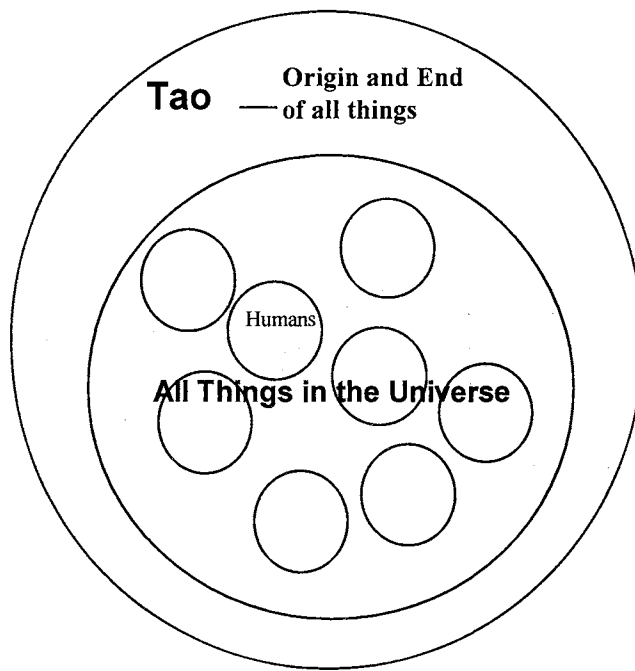 Tao — Origin and End
of all things
Humans
All Things in the Universe